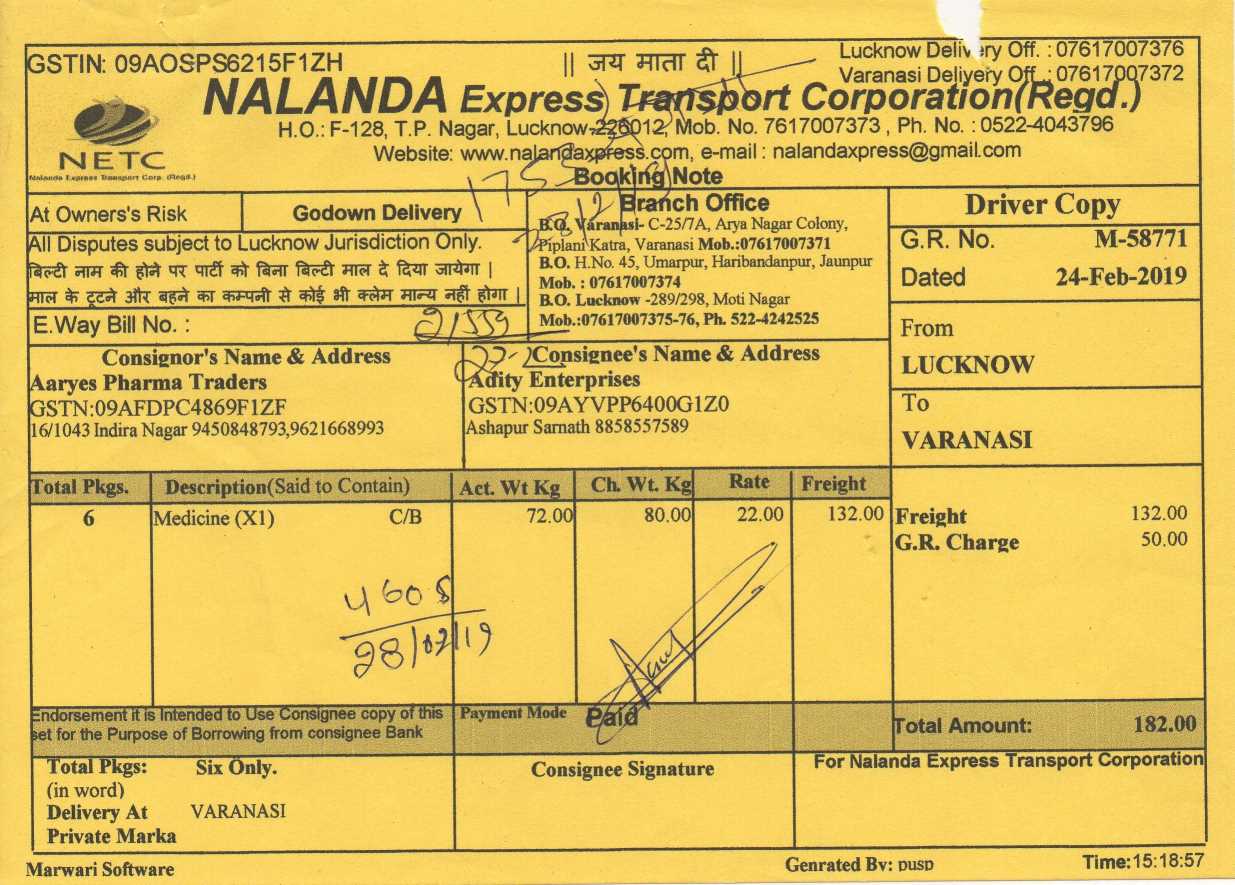 GSTIN: 09AOSPS6215F1ZH
|| जय माता दी ||
Lucknow Delivery Off. : 07617007376
Varanasi Delivery Off. : 07617007372
NALANDA Express Transport Corporation(Regd.)
H.O.: F-128, T.P. Nagar, Lucknow-226012, Mob. No. 7617007373 , Ph. No. : 0522-4043796
Website: www.nalandaxpress.com, e-mail : nalandaxpress@gmail.com
NETC
Nalanda Express Transport Corp. (Regd.)
Booking Note
At Owners's Risk
Godown Delivery
All Disputes subject to Lucknow Jurisdiction Only.
बिल्टी नाम की होने पर पार्टी को बिना बिल्टी माल दे दिया जायेगा |
माल के टूटने और बहने का कम्पनी से कोई भी क्लेम मान्य नहीं होगा |
E.Way Bill No. :
21559
Branch Office
B.O. Varanasi- C-25/7A, Arya Nagar Colony,
Piplani Katra, Varanasi Mob.:07617007371
B.O. H.No. 45, Umarpur, Haribandanpur, Jaunpur
Mob. : 07617007374
B.O. Lucknow -289/298, Moti Nagar
Mob.:07617007375-76, Ph. 522-4242525
Driver Copy
G.R. No. M-58771
Dated 24-Feb-2019
From
LUCKNOW
To
VARANASI
Consignor's Name & Address
Aaryes Pharma Traders
GSTN:09AFDPC4869F1ZF
16/1043 Indira Nagar 9450848793,9621668993
Consignee's Name & Address
Adity Enterprises
GSTN:09AYVPP6400G1Z0
Ashapur Sarnath 8858557589
Total Pkgs. Description(Said to Contain) Act. Wt Kg Ch. Wt. Kg Rate Freight
6 Medicine (X1) C/B 72.00 80.00 22.00 132.00
Freight 132.00
G.R. Charge 50.00
28/02/19
Endorsement it is Intended to Use Consignee copy of this
set for the Purpose of Borrowing from consignee Bank
Payment Mode Paid
Total Amount: 182.00
Total Pkgs: Six Only.
(in word)
Delivery At VARANASI
Private Marka
Consignee Signature
For Nalanda Express Transport Corporation
Marwari Software
Genrated By: pusp
Time:15:18:57